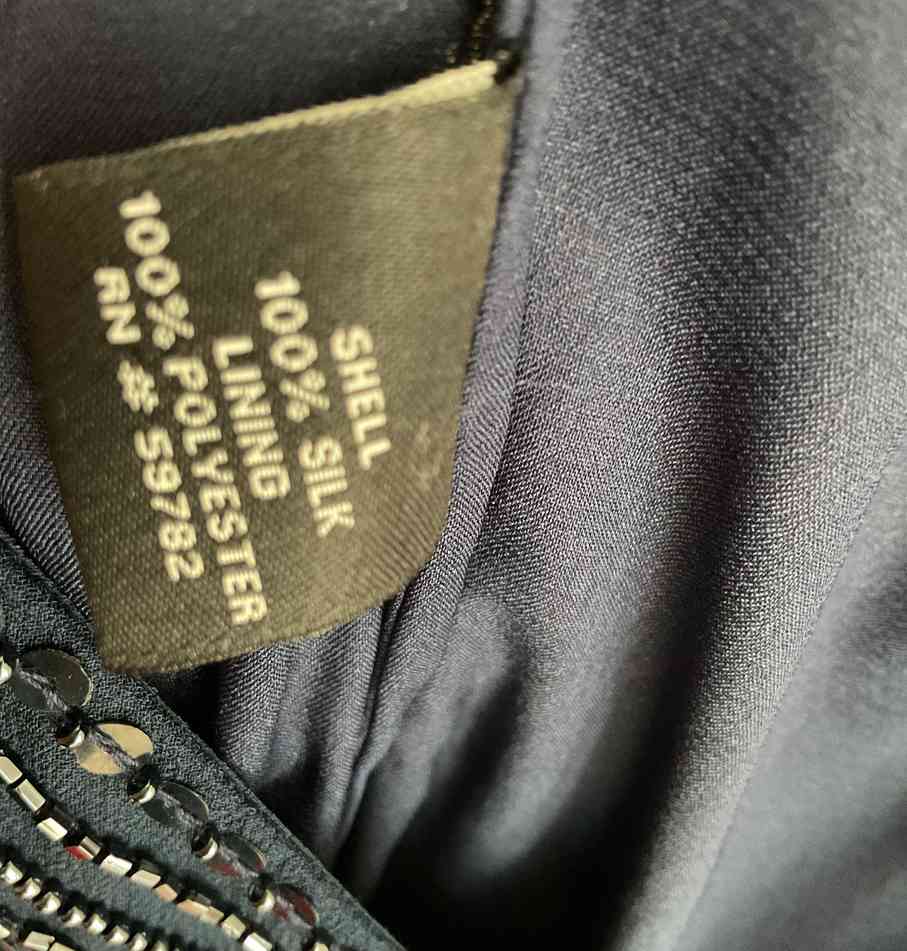 SHELL
100% SILK
LINING
100% POLYESTER
RN # 59782